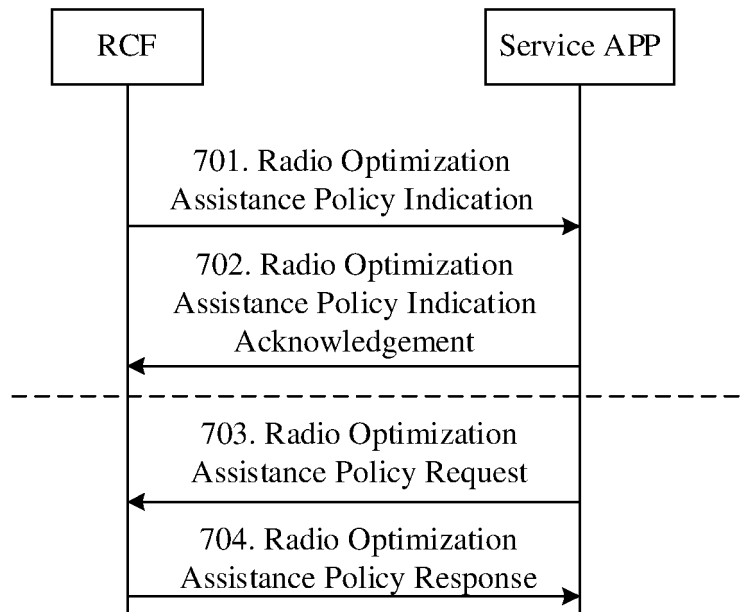 RCF
Service APP
701. Radio Optimization
Assistance Policy Indication
702. Radio Optimization
Assistance Policy Indication
Acknowledgement
703. Radio Optimization
Assistance Policy Request
704. Radio Optimization
Assistance Policy Response